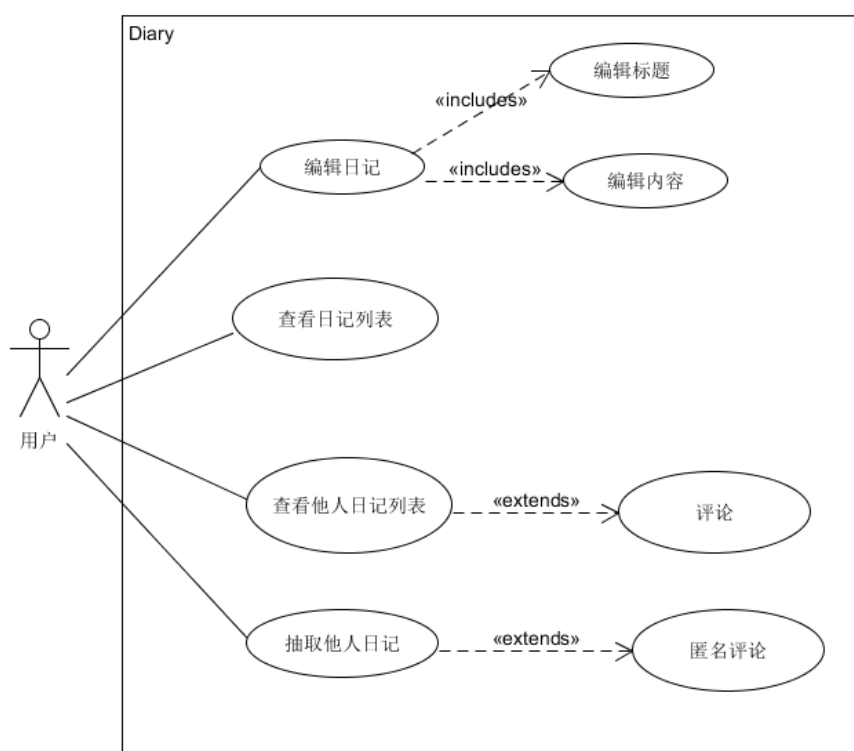 Diary
编辑标题
«includes»
编辑日记
«includes»
编辑内容
查看日记列表
用户
查看他人日记列表
«extends»
评论
抽取他人日记
«extends»
匿名评论